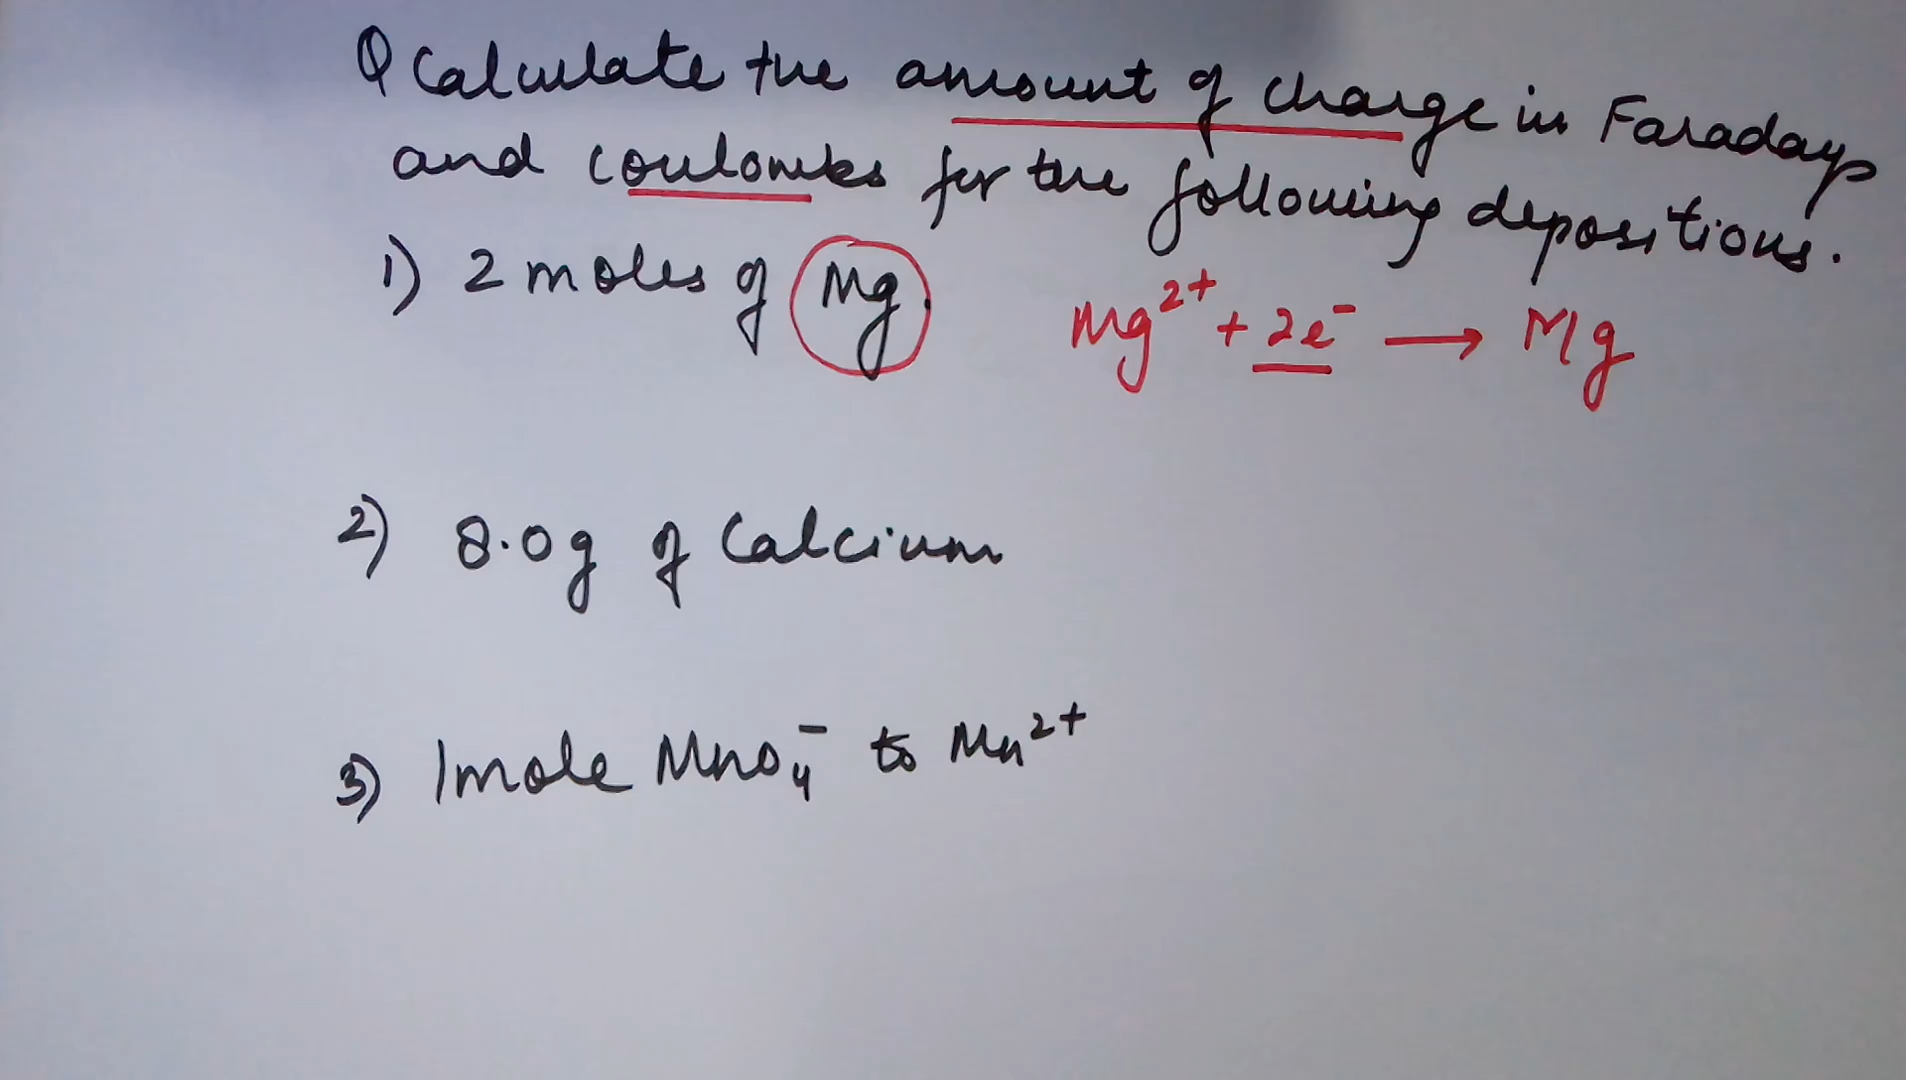 Q Calculate the amount of charge in Faradays
and coulombs for the following depositions.
1) 2 moles of Mg. Mg²⁺ + 2e⁻ → Mg
2) 8.0g of Calcium
3) 1mole MnO₄⁻ to Mn²⁺